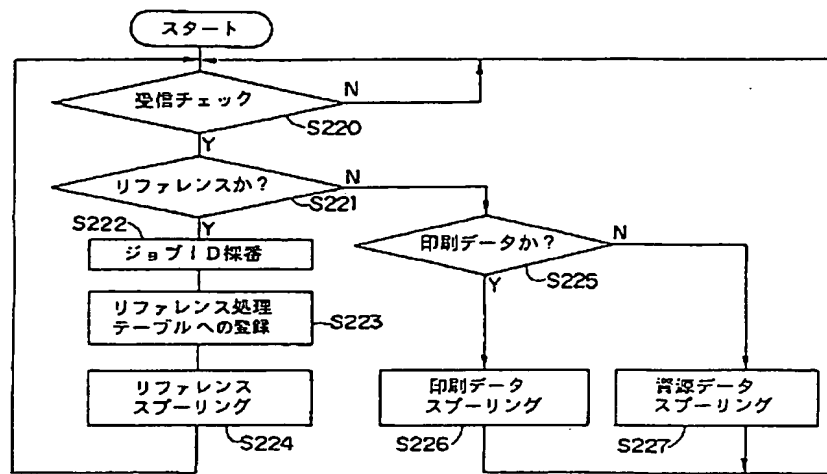 スタート
受信チェック
N
S220
Y
リファレンスか?
N
S221
Y
S222
ジョブID採番
印刷データか?
N
S225
Y
リファレンス処理
テーブルへの登録
S223
リファレンス
スプーリング
S224
印刷データ
スプーリング
S226
資源データ
スプーリング
S227